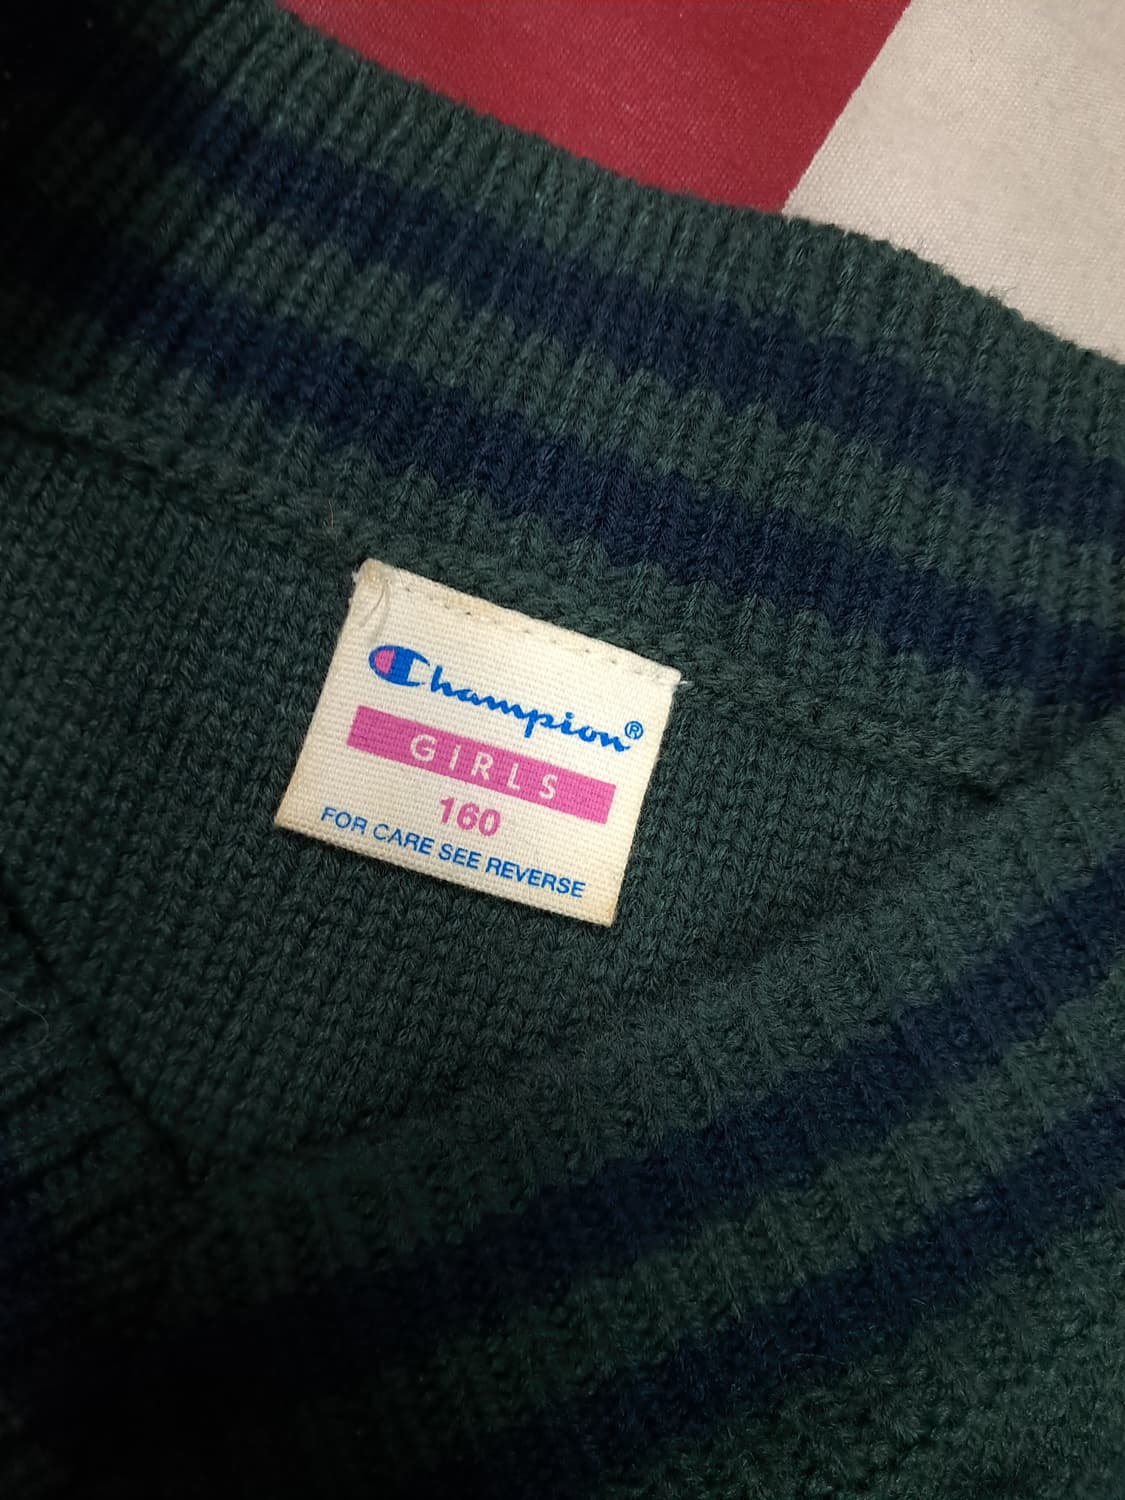 Champion®
GIRLS
160
FOR CARE SEE REVERSE